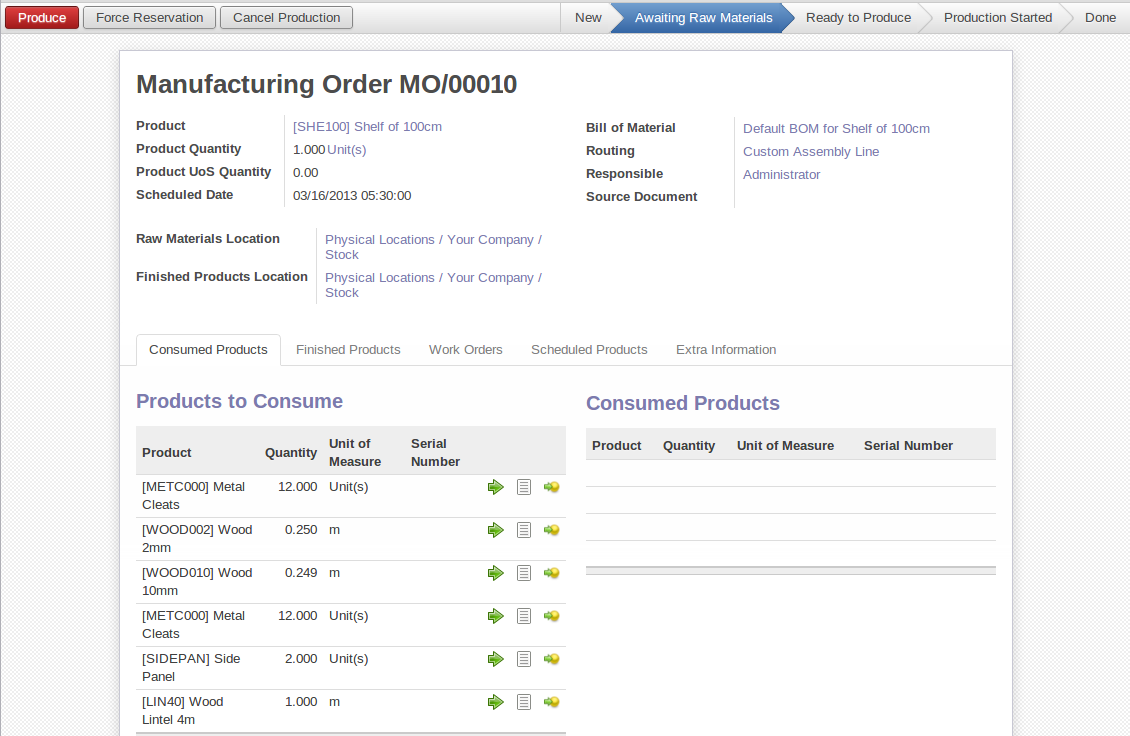 Produce Force Reservation Cancel Production New Awaiting Raw Materials Ready to Produce Production Started Done
Manufacturing Order MO/00010
Product [SHE100] Shelf of 100cm
Product Quantity 1.000 Unit(s)
Product UoS Quantity 0.00
Scheduled Date 03/16/2013 05:30:00
Bill of Material Default BOM for Shelf of 100cm
Routing Custom Assembly Line
Responsible Administrator
Source Document
Raw Materials Location Physical Locations / Your Company /
Stock
Finished Products Location Physical Locations / Your Company /
Stock
Consumed Products Finished Products Work Orders Scheduled Products Extra Information
Products to Consume
Product Quantity Unit of Measure Serial Number
[METC000] Metal 12.000 Unit(s)
Cleats
[WOOD002] Wood 0.250 m
2mm
[WOOD010] Wood 0.249 m
10mm
[METC000] Metal 12.000 Unit(s)
Cleats
[SIDEPAN] Side 2.000 Unit(s)
Panel
[LIN40] Wood 1.000 m
Lintel 4m
Consumed Products
Product Quantity Unit of Measure Serial Number